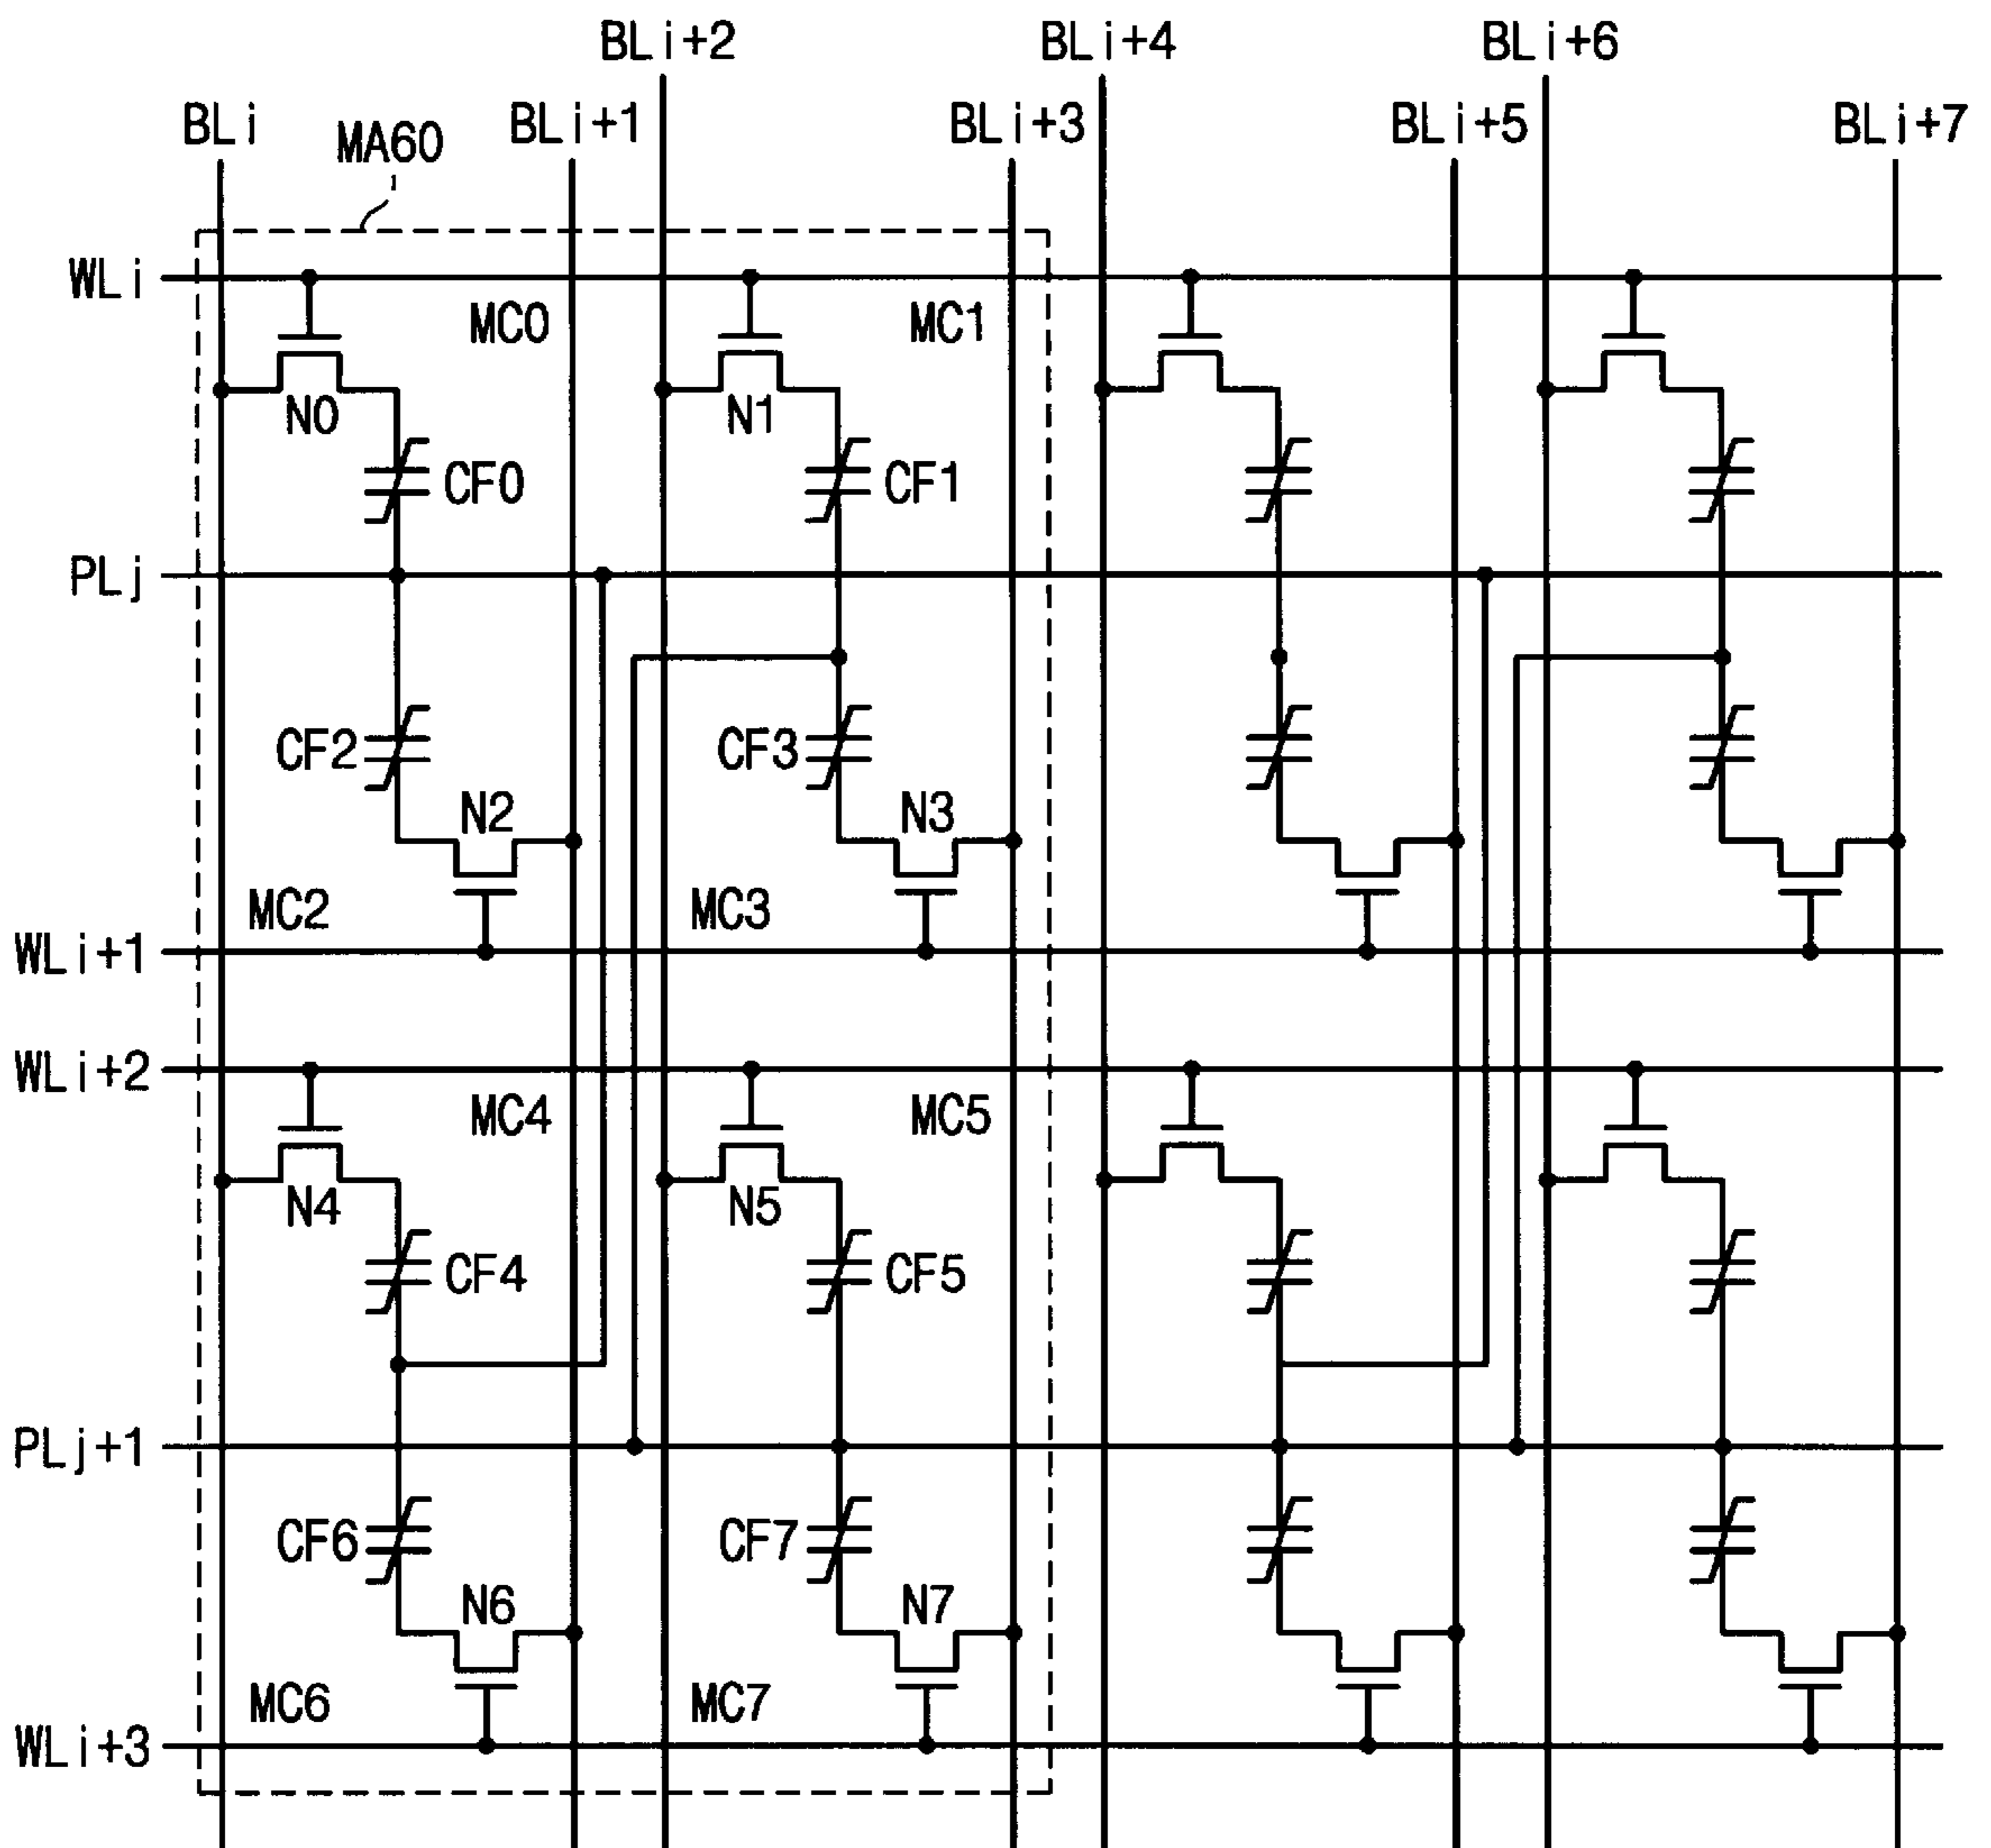 BLi+2 BLi+4 BLi+6
BLi MA60 BLi+1 BLi+3 BLi+5 BLi+7
WLi
MC0 MC1
N0 N1
CF0 CF1
PLj
CF2 CF3
N2 N3
MC2 MC3
WLi+1
WLi+2
MC4 MC5
N4 N5
CF4 CF5
PLj+1
CF6 CF7
N6 N7
MC6 MC7
WLi+3